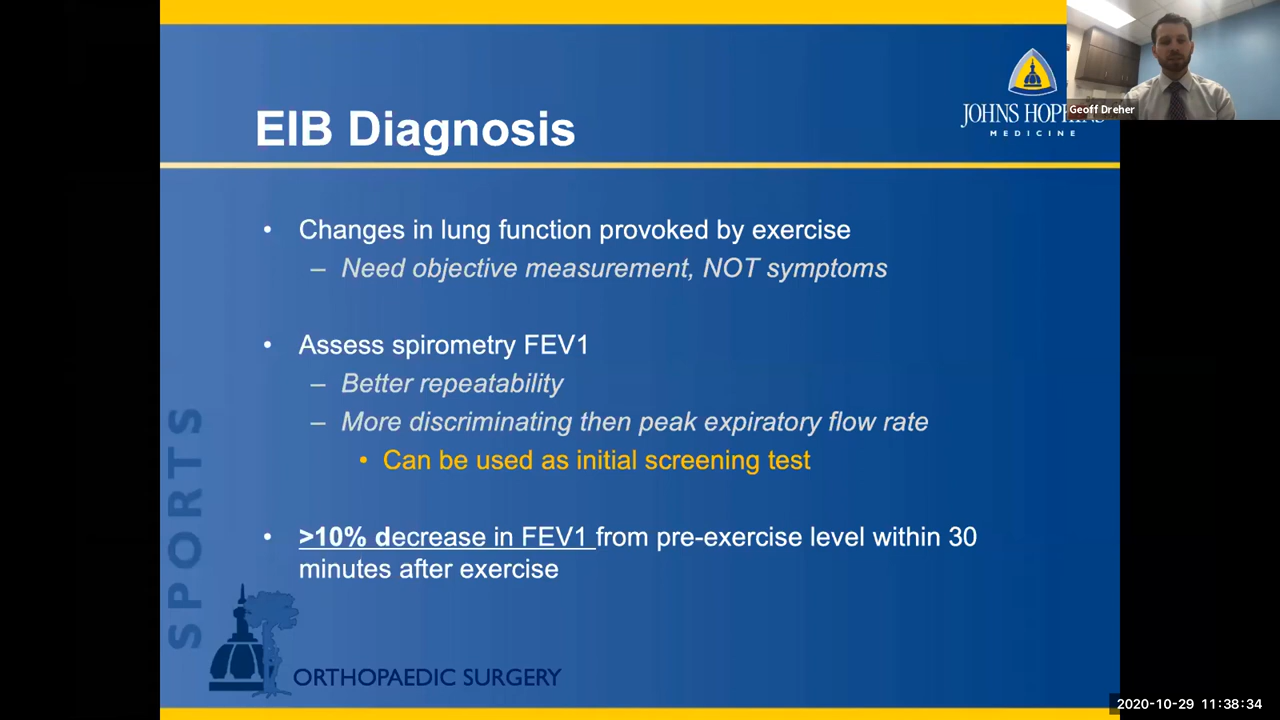 JOHNS HOPKINS
MEDICINE
Geoff Dreher
EIB Diagnosis
• Changes in lung function provoked by exercise
– Need objective measurement, NOT symptoms
• Assess spirometry FEV1
– Better repeatability
– More discriminating then peak expiratory flow rate
• Can be used as initial screening test
• >10% decrease in FEV1 from pre-exercise level within 30
minutes after exercise
SPORTS
ORTHOPAEDIC SURGERY
2020-10-29 11:38:34